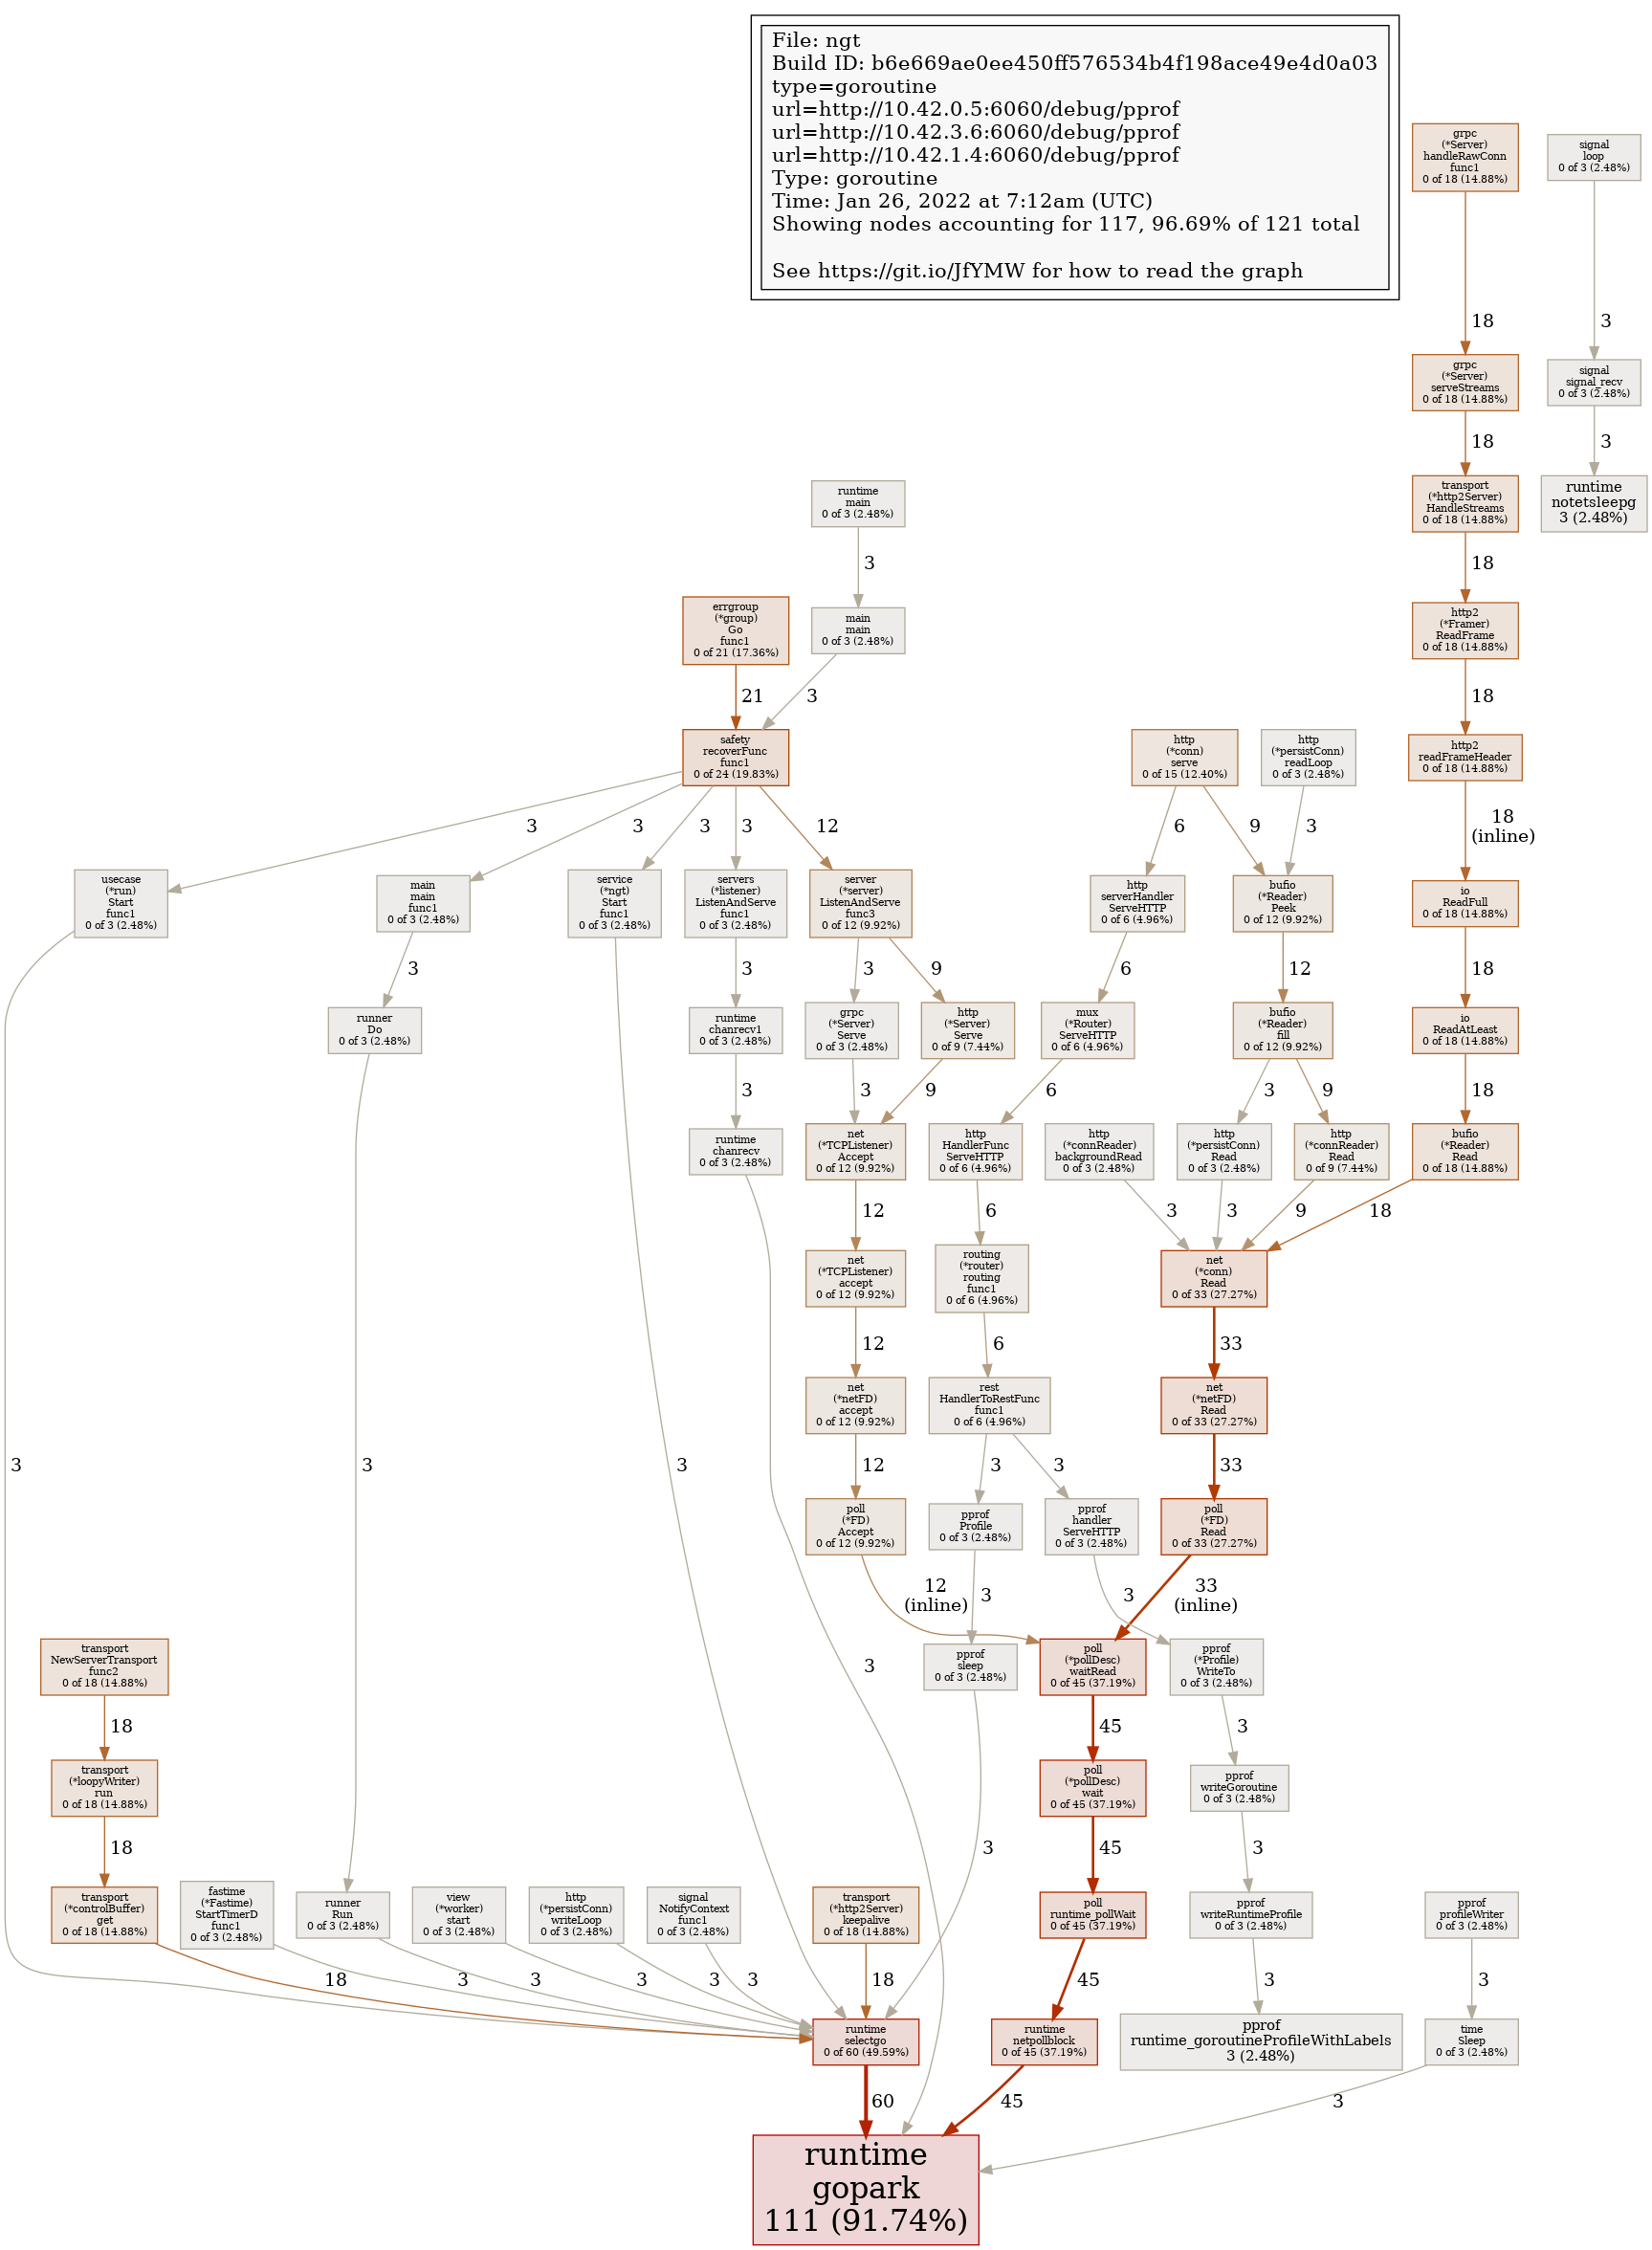 File: ngt
Build ID: b6e669ae0ee450ff576534b4f198ace49e4d0a03
type=goroutine
url=http://10.42.0.5:6060/debug/pprof
url=http://10.42.3.6:6060/debug/pprof
url=http://10.42.1.4:6060/debug/pprof
Type: goroutine
Time: Jan 26, 2022 at 7:12am (UTC)
Showing nodes accounting for 117, 96.69% of 121 total
See https://git.io/JfYMW for how to read the graph
grpc
(*Server)
handleRawConn
func1
0 of 18 (14.88%)
signal
loop
0 of 3 (2.48%)
18
3
grpc
(*Server)
serveStreams
0 of 18 (14.88%)
signal
signal_recv
0 of 3 (2.48%)
18
3
runtime
main
0 of 3 (2.48%)
transport
(*http2Server)
HandleStreams
0 of 18 (14.88%)
runtime
notetsleepg
3 (2.48%)
3
18
errgroup
(*group)
Go
func1
0 of 21 (17.36%)
main
main
0 of 3 (2.48%)
http2
(*Framer)
ReadFrame
0 of 18 (14.88%)
21
3
18
safety
recoverFunc
func1
0 of 24 (19.83%)
http
(*conn)
serve
0 of 15 (12.40%)
http
(*persistConn)
readLoop
0 of 3 (2.48%)
http2
readFrameHeader
0 of 18 (14.88%)
3
3
3
3
12
6
9
3
18
(inline)
usecase
(*run)
Start
func1
0 of 3 (2.48%)
main
main
func1
0 of 3 (2.48%)
service
(*ngt)
Start
func1
0 of 3 (2.48%)
servers
(*listener)
ListenAndServe
func1
0 of 3 (2.48%)
server
(*server)
ListenAndServe
func3
0 of 12 (9.92%)
http
serverHandler
ServeHTTP
0 of 6 (4.96%)
bufio
(*Reader)
Peek
0 of 12 (9.92%)
io
ReadFull
0 of 18 (14.88%)
3
3
3
9
6
12
18
runner
Do
0 of 3 (2.48%)
runtime
chanrecv1
0 of 3 (2.48%)
grpc
(*Server)
Serve
0 of 3 (2.48%)
http
(*Server)
Serve
0 of 9 (7.44%)
mux
(*Router)
ServeHTTP
0 of 6 (4.96%)
bufio
(*Reader)
fill
0 of 12 (9.92%)
io
ReadAtLeast
0 of 18 (14.88%)
3
3
9
6
3
9
18
runtime
chanrecv
0 of 3 (2.48%)
net
(*TCPListener)
Accept
0 of 12 (9.92%)
http
HandlerFunc
ServeHTTP
0 of 6 (4.96%)
http
(*connReader)
backgroundRead
0 of 3 (2.48%)
http
(*persistConn)
Read
0 of 3 (2.48%)
http
(*connReader)
Read
0 of 9 (7.44%)
bufio
(*Reader)
Read
0 of 18 (14.88%)
12
6
3
3
9
18
net
(*TCPListener)
accept
0 of 12 (9.92%)
routing
(*router)
routing
func1
0 of 6 (4.96%)
net
(*conn)
Read
0 of 33 (27.27%)
12
6
33
net
(*netFD)
accept
0 of 12 (9.92%)
rest
HandlerToRestFunc
func1
0 of 6 (4.96%)
net
(*netFD)
Read
0 of 33 (27.27%)
3
3
3
12
3
3
33
poll
(*FD)
Accept
0 of 12 (9.92%)
pprof
Profile
0 of 3 (2.48%)
pprof
handler
ServeHTTP
0 of 3 (2.48%)
poll
(*FD)
Read
0 of 33 (27.27%)
12
(inline)
3
3
33
(inline)
transport
NewServerTransport
func2
0 of 18 (14.88%)
3
pprof
sleep
0 of 3 (2.48%)
poll
(*pollDesc)
waitRead
0 of 45 (37.19%)
pprof
(*Profile)
WriteTo
0 of 3 (2.48%)
18
45
3
transport
(*loopyWriter)
run
0 of 18 (14.88%)
poll
(*pollDesc)
wait
0 of 45 (37.19%)
pprof
writeGoroutine
0 of 3 (2.48%)
18
3
45
3
transport
(*controlBuffer)
get
0 of 18 (14.88%)
fastime
(*Fastime)
StartTimerD
func1
0 of 3 (2.48%)
runner
Run
0 of 3 (2.48%)
view
(*worker)
start
0 of 3 (2.48%)
http
(*persistConn)
writeLoop
0 of 3 (2.48%)
signal
NotifyContext
func1
0 of 3 (2.48%)
transport
(*http2Server)
keepalive
0 of 18 (14.88%)
poll
runtime_pollWait
0 of 45 (37.19%)
pprof
writeRuntimeProfile
0 of 3 (2.48%)
pprof
profileWriter
0 of 3 (2.48%)
18
3
3
3
3
3
18
45
3
3
runtime
selectgo
0 of 60 (49.59%)
runtime
netpollblock
0 of 45 (37.19%)
pprof
runtime_goroutineProfileWithLabels
3 (2.48%)
time
Sleep
0 of 3 (2.48%)
60
45
3
runtime
gopark
111 (91.74%)